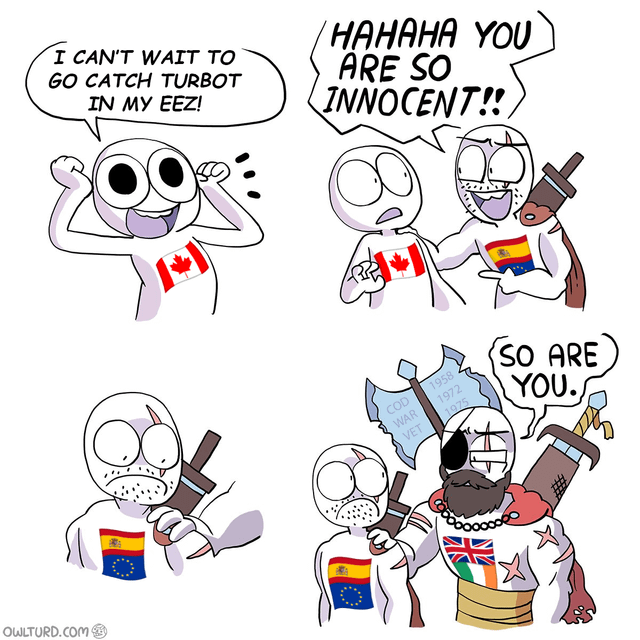 I CAN'T WAIT TO
GO CATCH TURBOT
IN MY EEZ!
HAHAHA YOU
ARE SO
INNOCENT!!
SO ARE
YOU.
COD
WAR
VET
1958
1972
1975
OWLTURD.COM